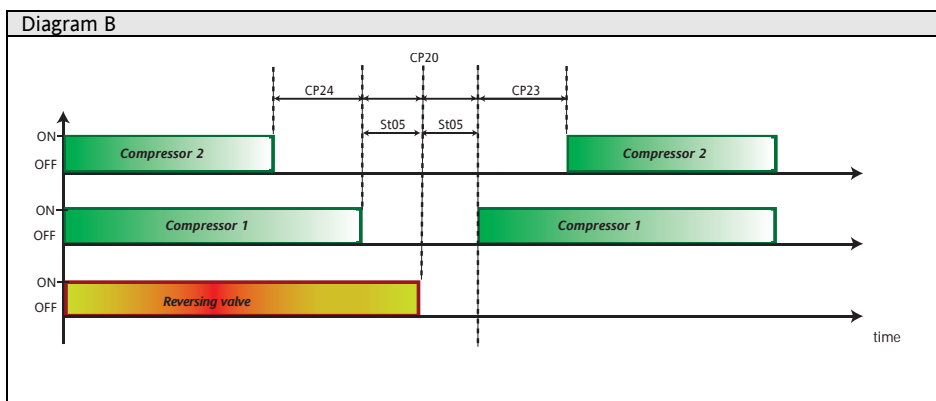 Diagram B
CP20
CP24
CP23
St05 St05
ON
OFF
Compressor 2
Compressor 2
ON
OFF
Compressor 1
Compressor 1
ON
OFF
Reversing valve
time